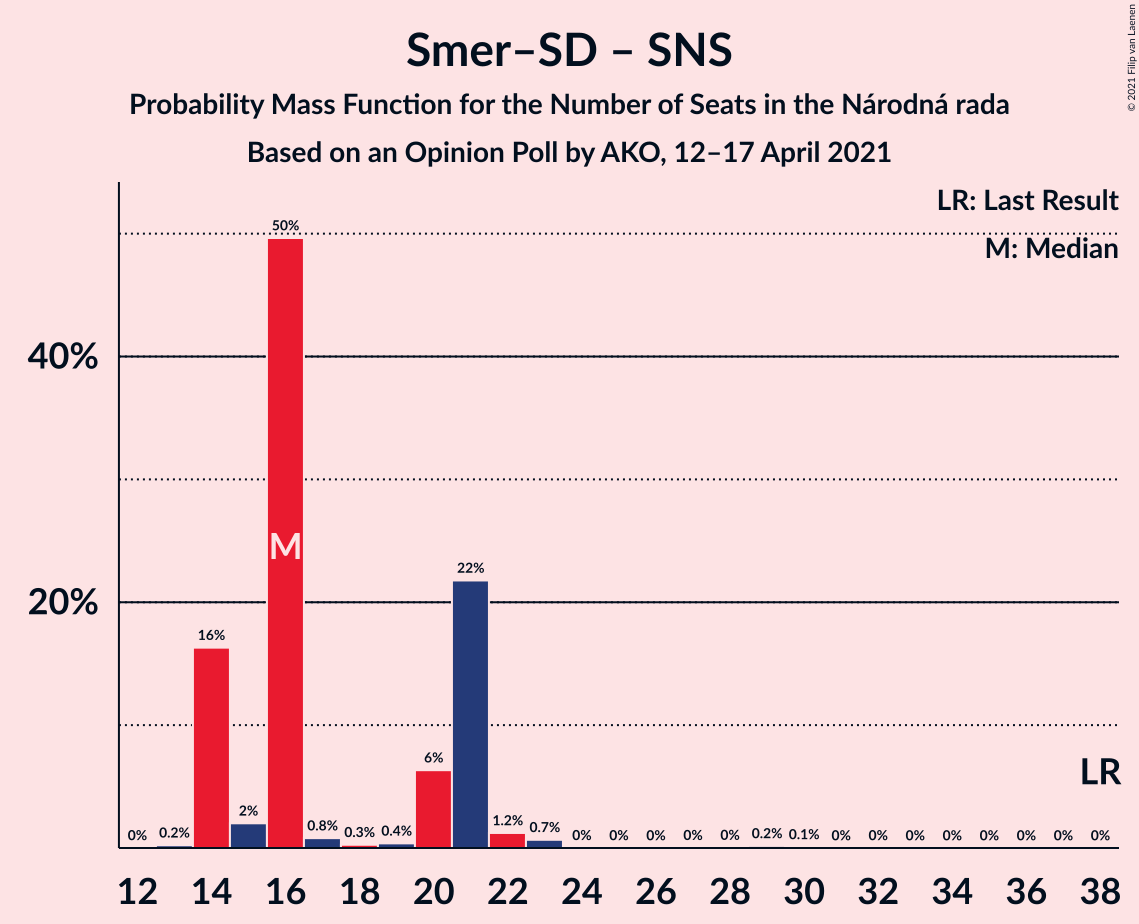 Smer–SD – SNS
Probability Mass Function for the Number of Seats in the Národná rada
Based on an Opinion Poll by AKO, 12–17 April 2021
© 2021 Filip van Laenen
LR: Last Result
M: Median
40%
20%
0% 0.2% 16% 2% 50% 0.8% 0.3% 0.4% 6% 22% 1.2% 0.7% 0% 0% 0% 0% 0% 0.2% 0.1% 0% 0% 0% 0% 0% 0% 0% 0%
M
LR
12 14 16 18 20 22 24 26 28 30 32 34 36 38